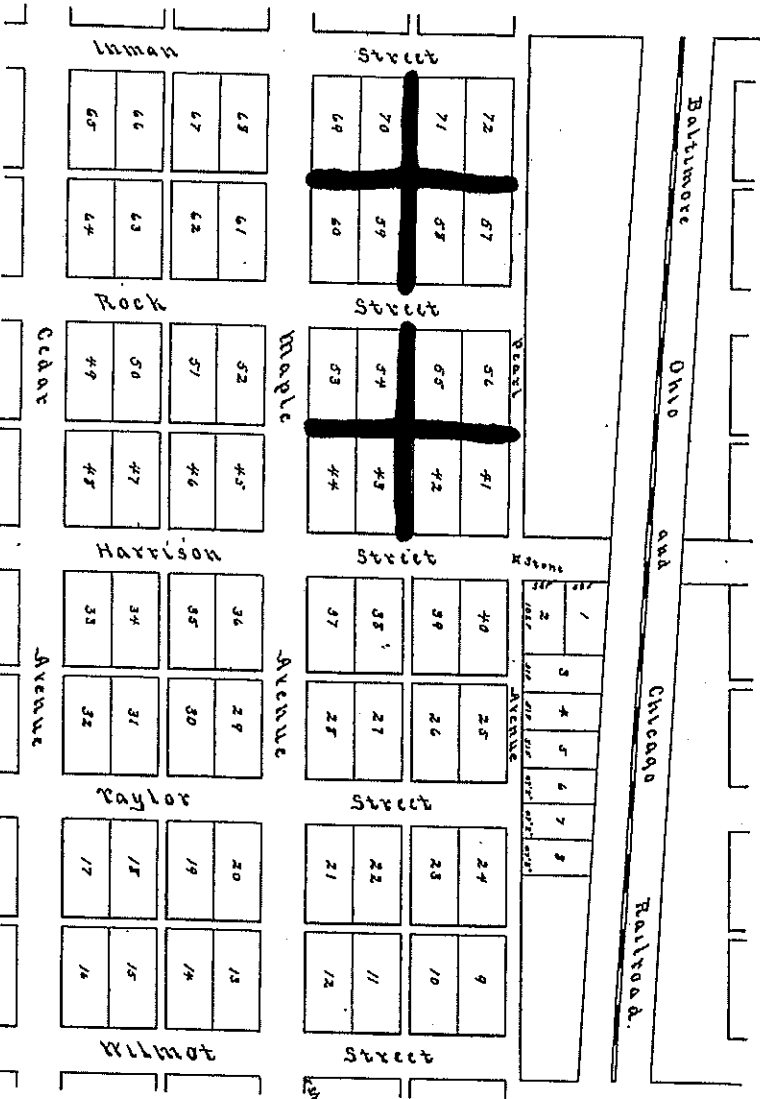 Inman Street
65 66 67 68 69 70 71 72
64 63 62 61 60 59 58 57
Rock Street
49 50 51 52 53 54 55 56
48 47 46 45 44 43 42 41
Harrison Street
33 34 35 36 37 38 39 40
32 31 30 29 28 27 26 25
Taylor Street
17 18 19 20 21 22 23 24
16 15 14 13 12 11 10 9
Wilmot Street
Cedar Avenue
Maple Avenue
Pearl Avenue
Stone
1
2
3
4
5
6
7
8
Baltimore Ohio and Chicago Railroad.